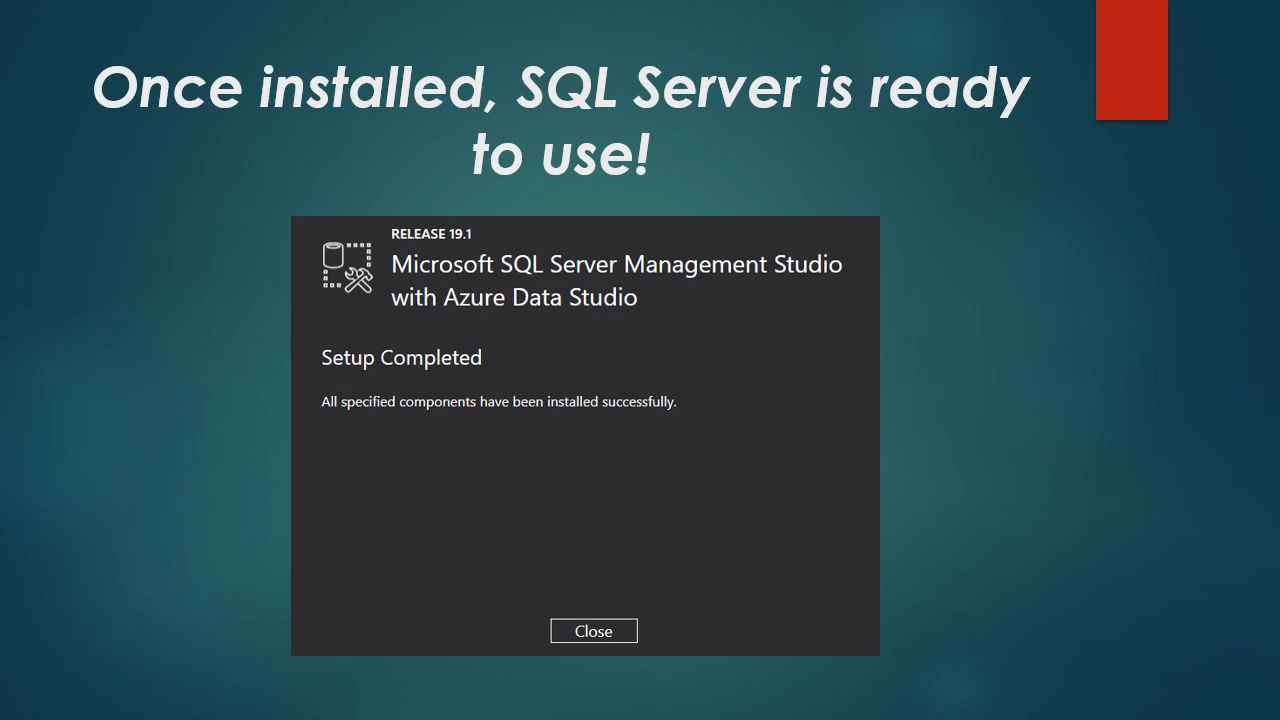 Once installed, SQL Server is ready
to use!
RELEASE 19.1
Microsoft SQL Server Management Studio
with Azure Data Studio
Setup Completed
All specified components have been installed successfully.
Close